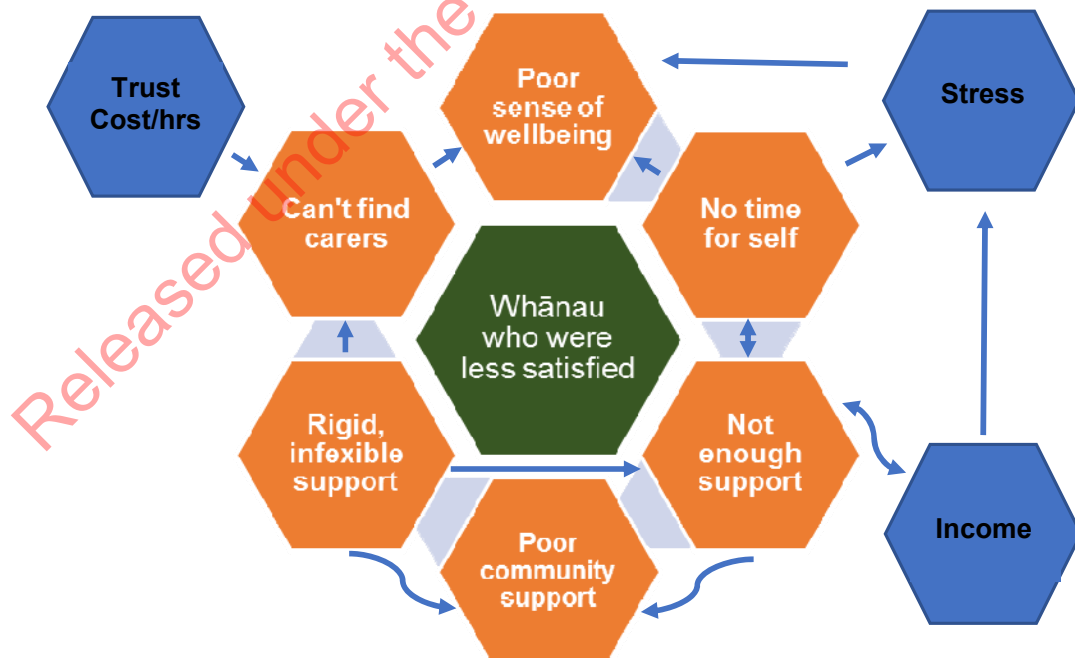 Released under the
Trust
Cost/hrs
Poor
sense of
wellbeing
Stress
Can't find
carers
No time
for self
Whānau
who were
less satisfied
Rigid,
infexible
support
Not
enough
support
Poor
community
support
Income